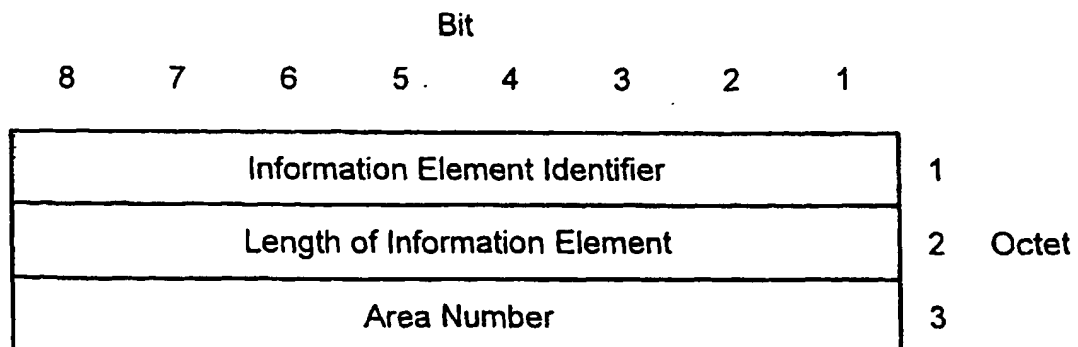 Bit
8 7 6 5 4 3 2 1
Information Element Identifier 1
Length of Information Element 2 Octet
Area Number 3